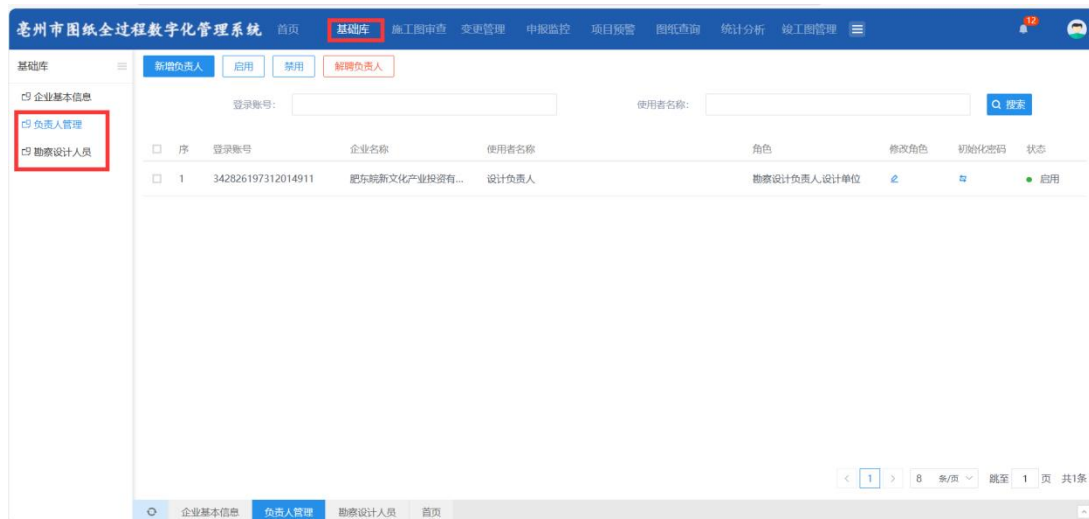 亳州市图纸全过程数字化管理系统 首页 基础库 施工图审查 变更管理 申报监控 项目预警 图纸查询 统计分析 竣工图管理 12
基础库 新增负责人 启用 禁用 解聘负责人
企业基本信息 登录账号: 使用者名称: 搜索
负责人管理
勘察设计人员 序 登录账号 企业名称 使用者名称 角色 修改角色 初始化密码 状态
1 342826197312014911 肥东皖新文化产业投资有... 设计负责人 勘察设计负责人,设计单位 启用
< 1 > 8 条/页 跳至 1 页 共1条
企业基本信息 负责人管理 勘察设计人员 首页